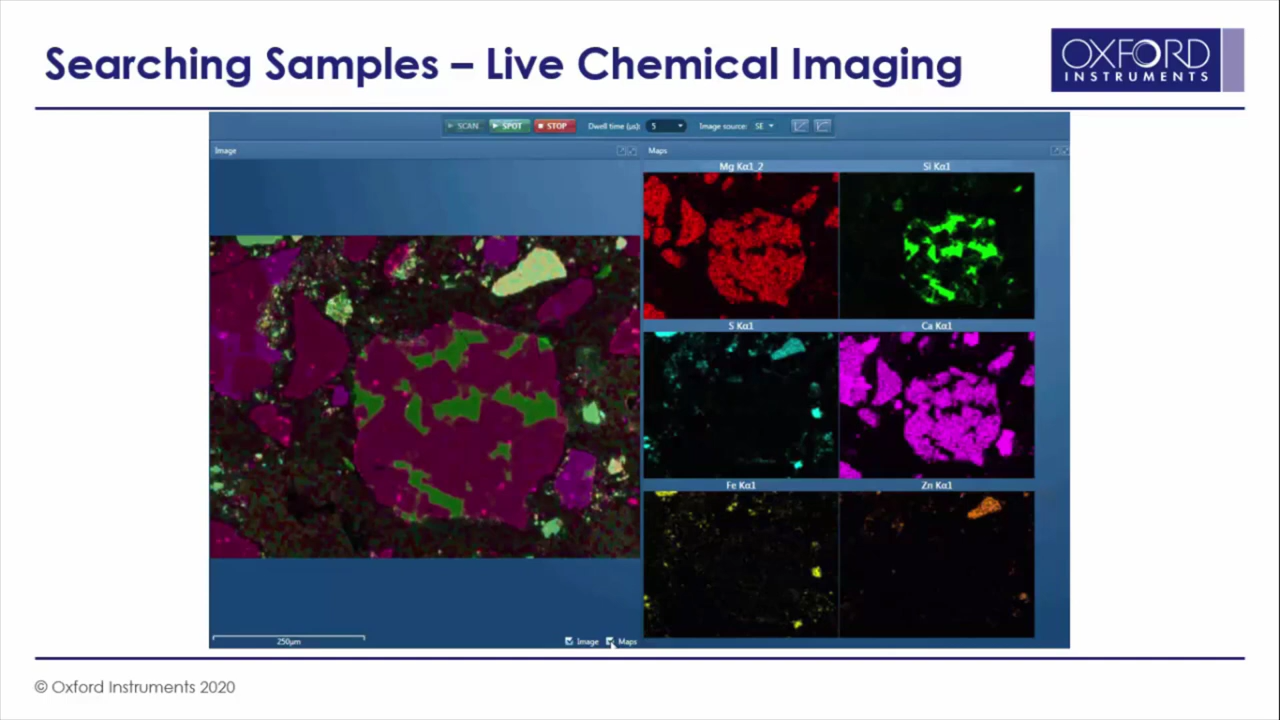 Searching Samples – Live Chemical Imaging
OXFORD
INSTRUMENTS
SCAN SPOT STOP Dwell time (µs): 5 Image source: SE
Image
Maps
Mg Kα1_2 Si Kα1
S Kα1 Ca Kα1
Fe Kα1 Zn Kα1
250µm
Image Maps
© Oxford Instruments 2020